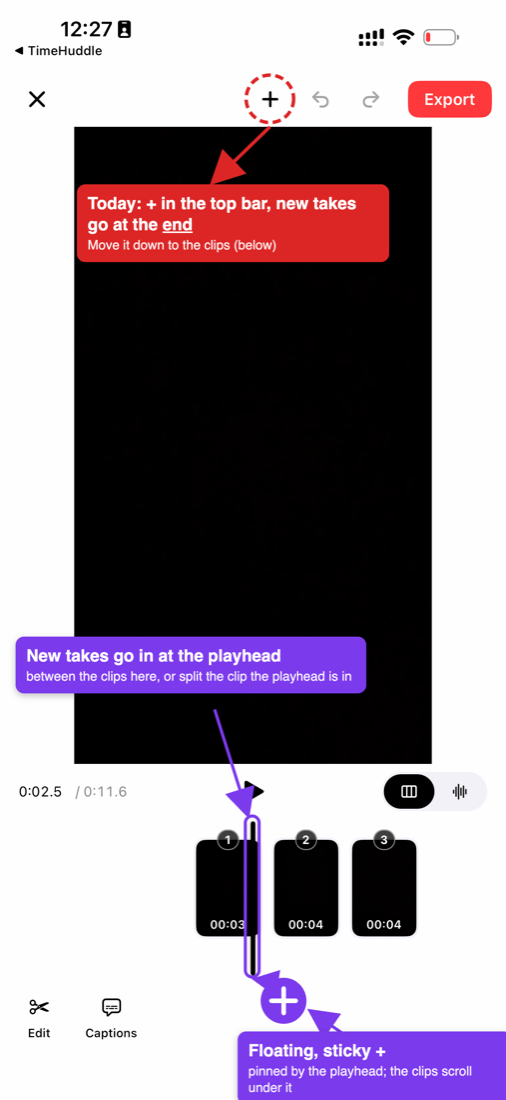 12:27
◀ TimeHuddle
Export
Today: + in the top bar, new takes
go at the end
Move it down to the clips (below)
New takes go in at the playhead
between the clips here, or split the clip the playhead is in
0:02.5 / 0:11.6
1 2 3
00:03 00:04 00:04
Edit Captions
Floating, sticky +
pinned by the playhead; the clips scroll
under it